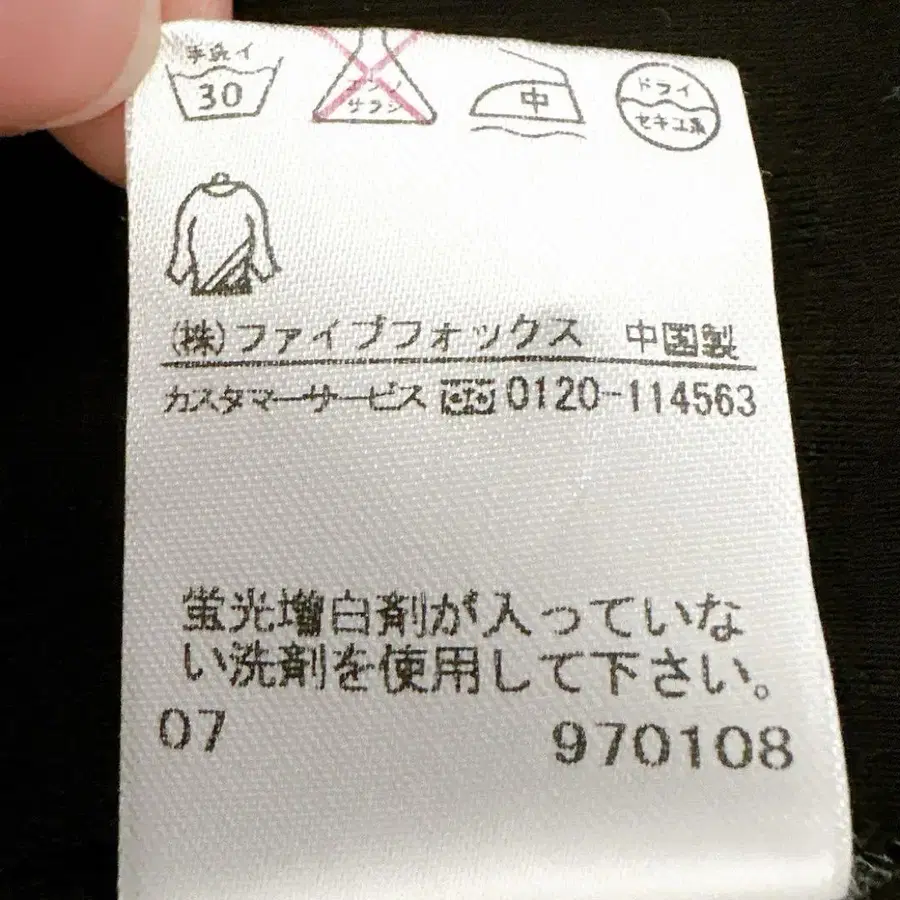 手洗イ
30
エンソ
サラシ
中
ドライ
セキユ系
(株)ファイブフォックス 中国製
カスタマーサービス 0120-114563
蛍光増白剤が入っていな
い洗剤を使用して下さい。
07 970108